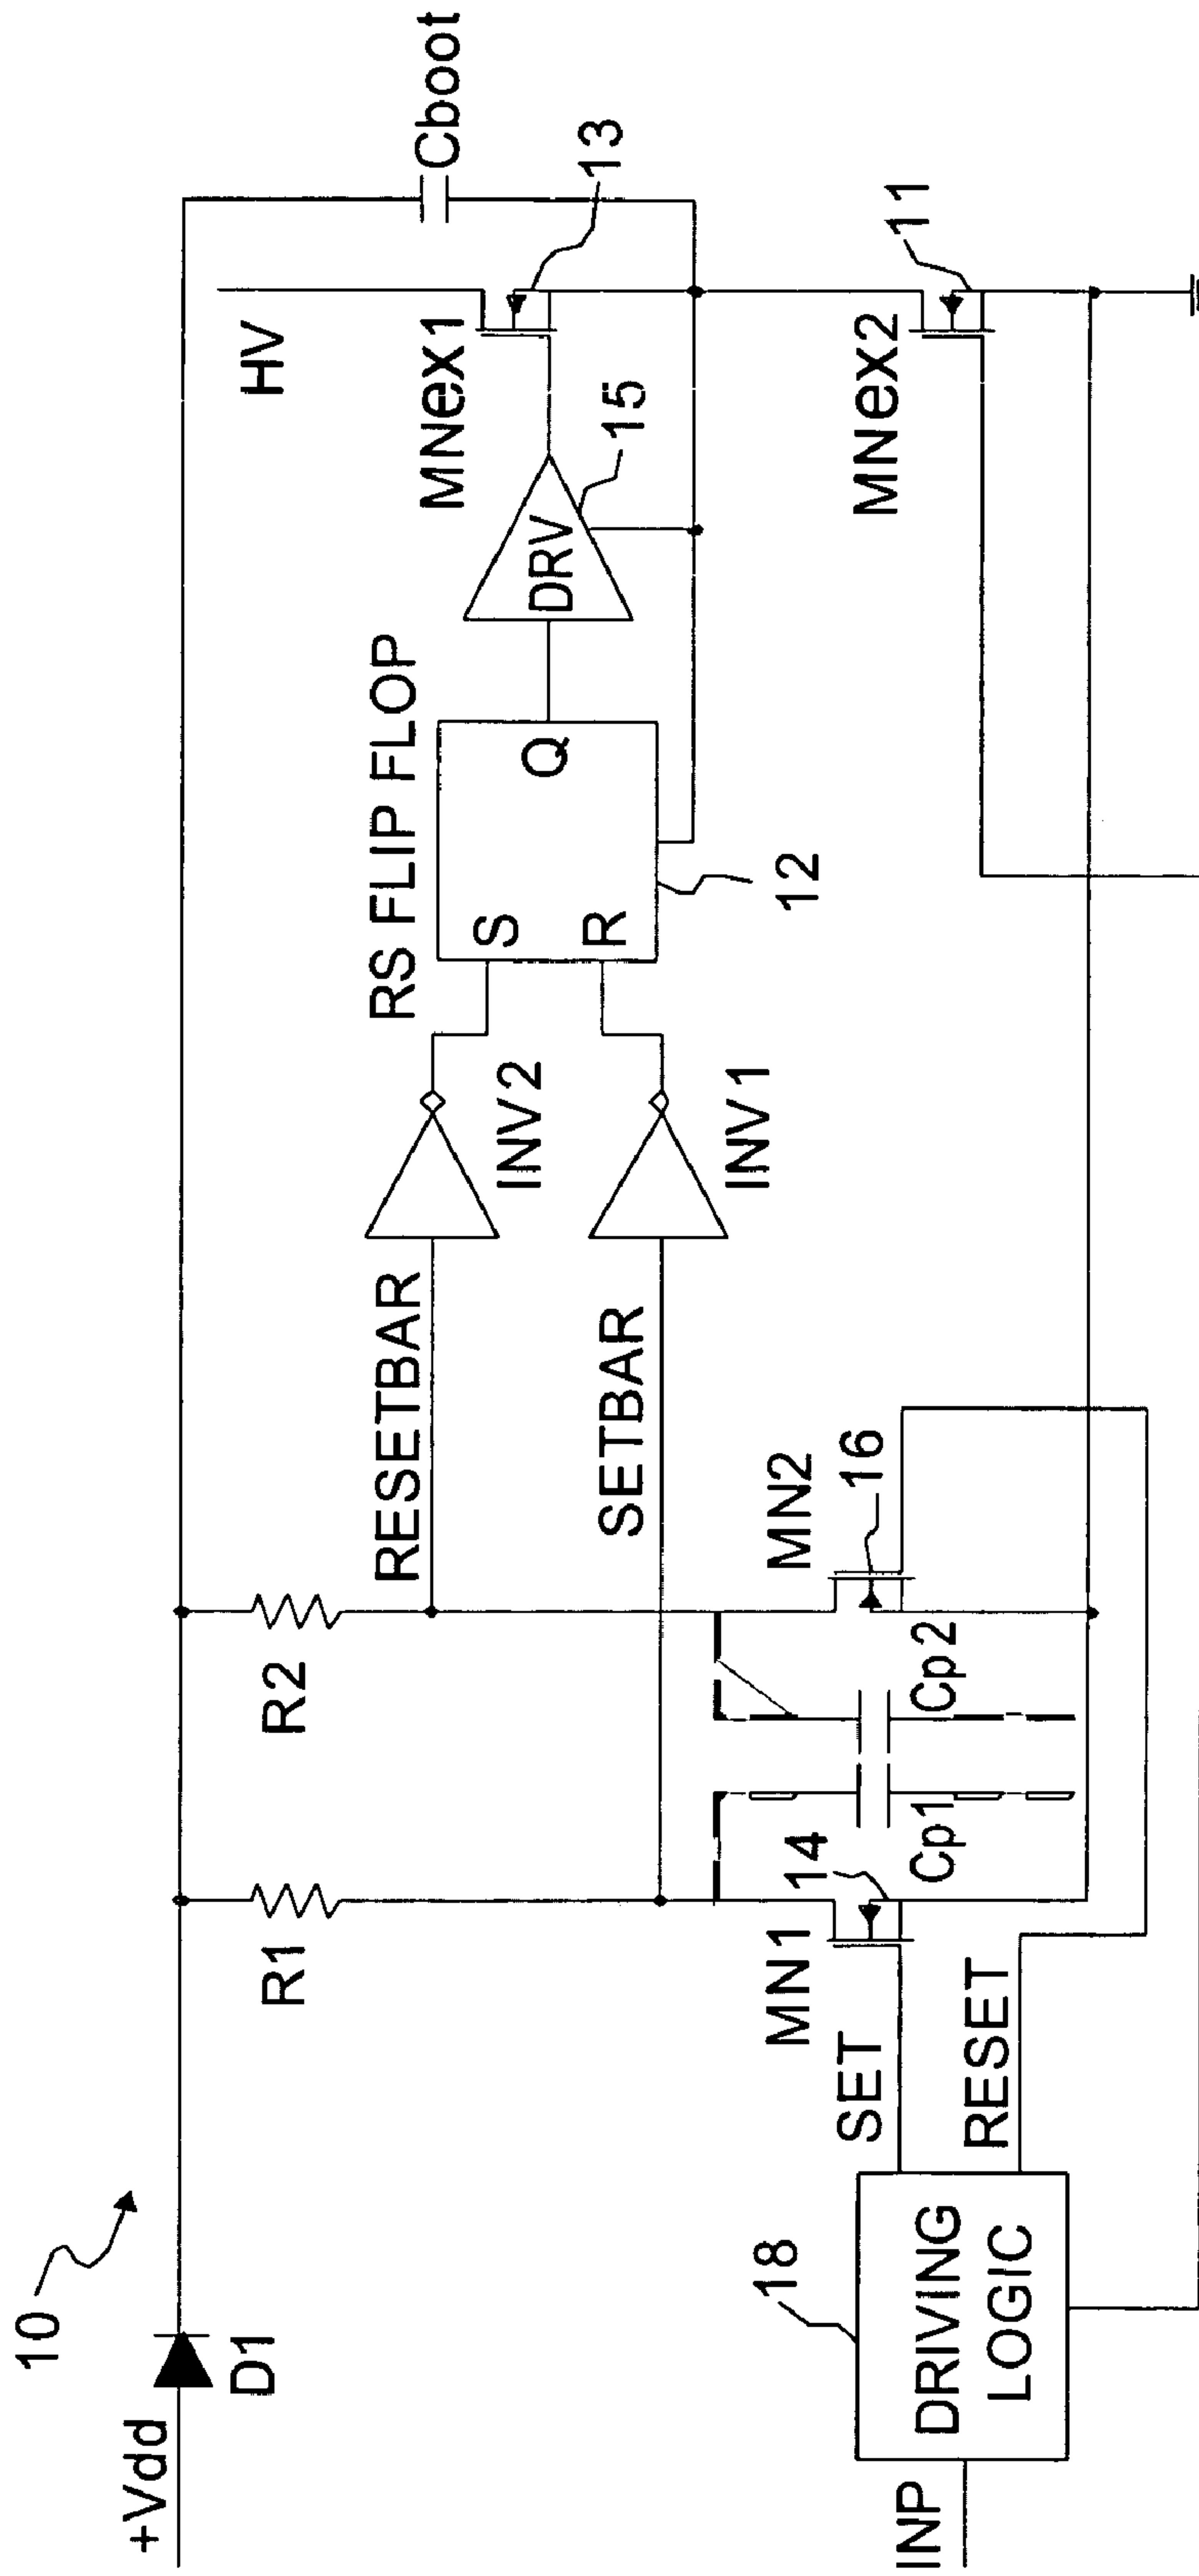 10
+Vdd
D1
HV
Cboot
R1
R2
RESETBAR
SETBAR
INV2
INV1
RS FLIP FLOP
S
R
Q
12
DRV
15
MNex1
13
MNex2
11
MN1
14
Cp1
Cp2
MN2
16
SET
RESET
18
DRIVING
LOGIC
INP